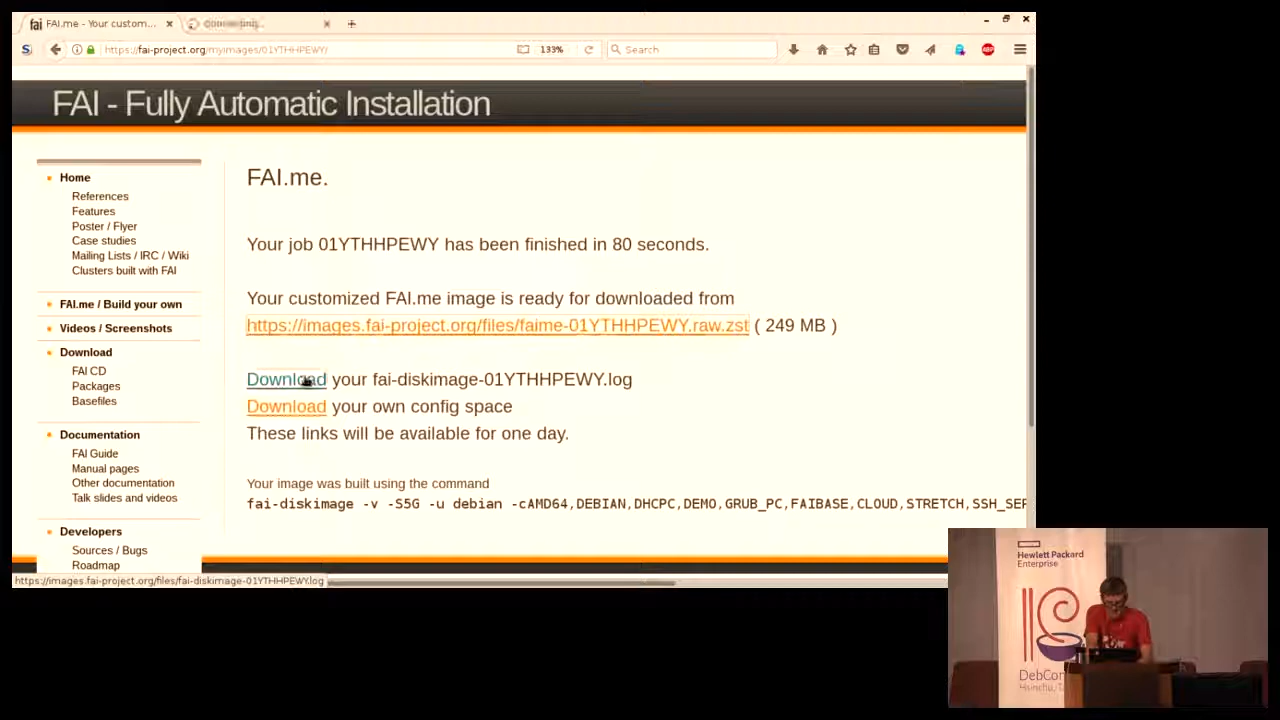 fai FAI.me - Your custom... ×
× +
S https://fai-project.org/myimages/01YTHHPEWY/ 133% Search ABP
FAI - Fully Automatic Installation
Home
References
Features
Poster / Flyer
Case studies
Mailing Lists / IRC / Wiki
Clusters built with FAI
FAI.me / Build your own
Videos / Screenshots
Download
FAI CD
Packages
Basefiles
Documentation
FAI Guide
Manual pages
Other documentation
Talk slides and videos
Developers
Sources / Bugs
Roadmap
FAI.me.
Your job 01YTHHPEWY has been finished in 80 seconds.
Your customized FAI.me image is ready for downloaded from
https://images.fai-project.org/files/faime-01YTHHPEWY.raw.zst ( 249 MB )
Download your fai-diskimage-01YTHHPEWY.log
Download your own config space
These links will be available for one day.
Your image was built using the command
fai-diskimage -v -S5G -u debian -cAMD64,DEBIAN,DHCPC,DEMO,GRUB_PC,FAIBASE,CLOUD,STRETCH,SSH_SER
https://images.fai-project.org/files/fai-diskimage-01YTHHPEWY.log
Hewlett Packard
Enterprise
DebCon
Hsinchu, Ta